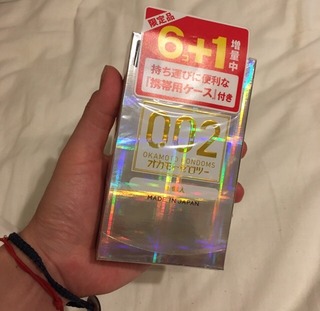 限定品
6コ+1 増量中
持ち運びに便利な
『携帯用ケース』付き
002
OKAMOTO CONDOMS
オカモトゼロツー
MADE IN JAPAN